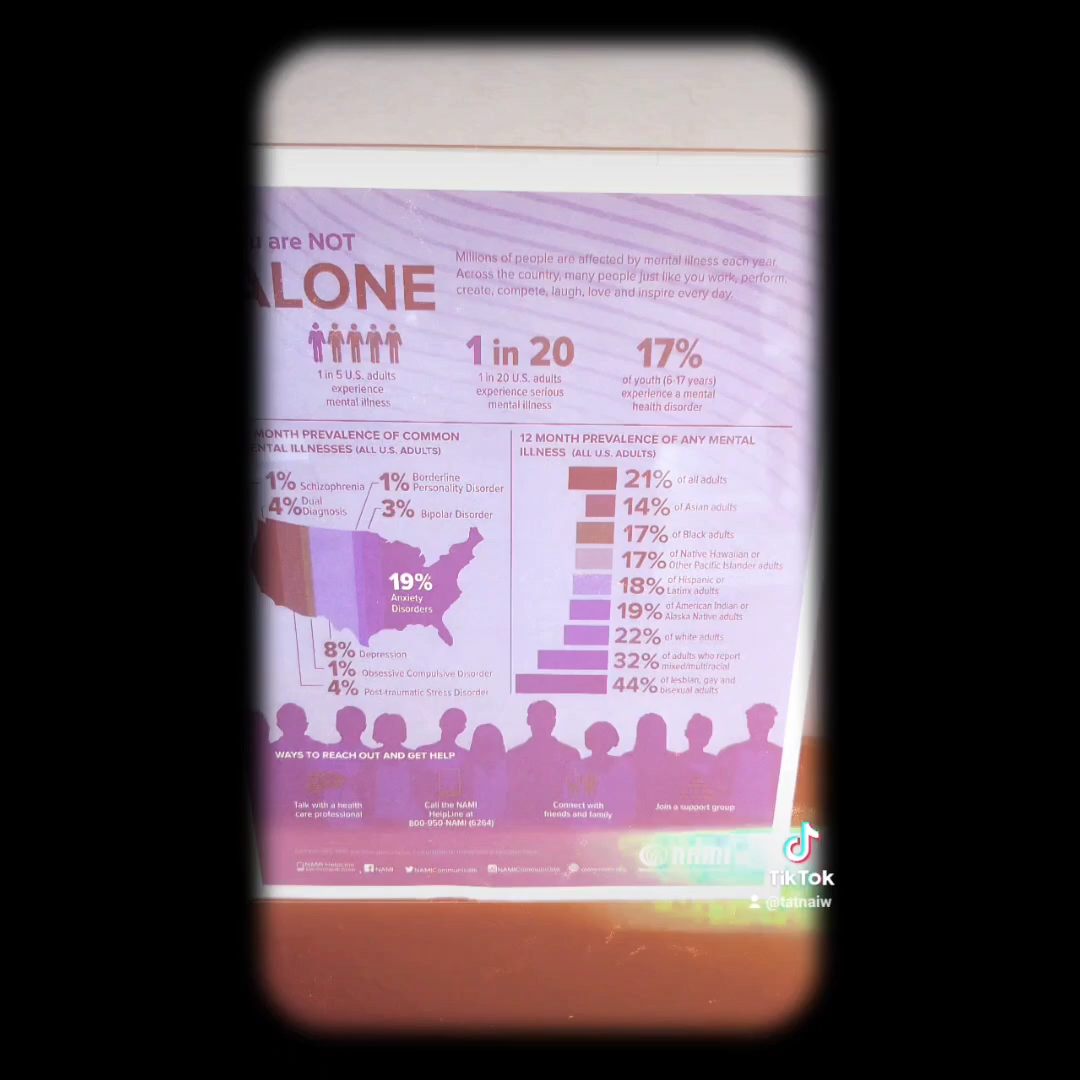 are NOT
ALONE
Millions of people are affected by mental illness each year.
Across the country, many people just like you work, perform,
create, compete, laugh, love and inspire every day.
1 in 5 U.S. adults
experience
mental illness
1 in 20
1 in 20 U.S. adults
experience serious
mental illness
17%
of youth (6-17 years)
experience a mental
health disorder
MONTH PREVALENCE OF COMMON
ENTAL ILLNESSES (ALL U.S. ADULTS)
1% Schizophrenia
1% Borderline
Personality Disorder
4% Dual
Diagnosis
3% Bipolar Disorder
19%
Anxiety
Disorders
8% Depression
1% Obsessive Compulsive Disorder
4% Post-traumatic Stress Disorder
12 MONTH PREVALENCE OF ANY MENTAL
ILLNESS (ALL U.S. ADULTS)
21% of all adults
14% of Asian adults
17% of Black adults
17% of Native Hawaiian or
Other Pacific Islander adults
18% of Hispanic or
Latinx adults
19% of American Indian or
Alaska Native adults
22% of white adults
32% of adults who report
mixed/multiracial
44% of lesbian, gay and
bisexual adults
WAYS TO REACH OUT AND GET HELP
Talk with a health
care professional
Call the NAMI
HelpLine at
800-950-NAMI (6264)
Connect with
friends and family
Join a support group
NAMI
NAMICommunicate
NAMICommunicate
NAMI
TikTok
@tatnaiw